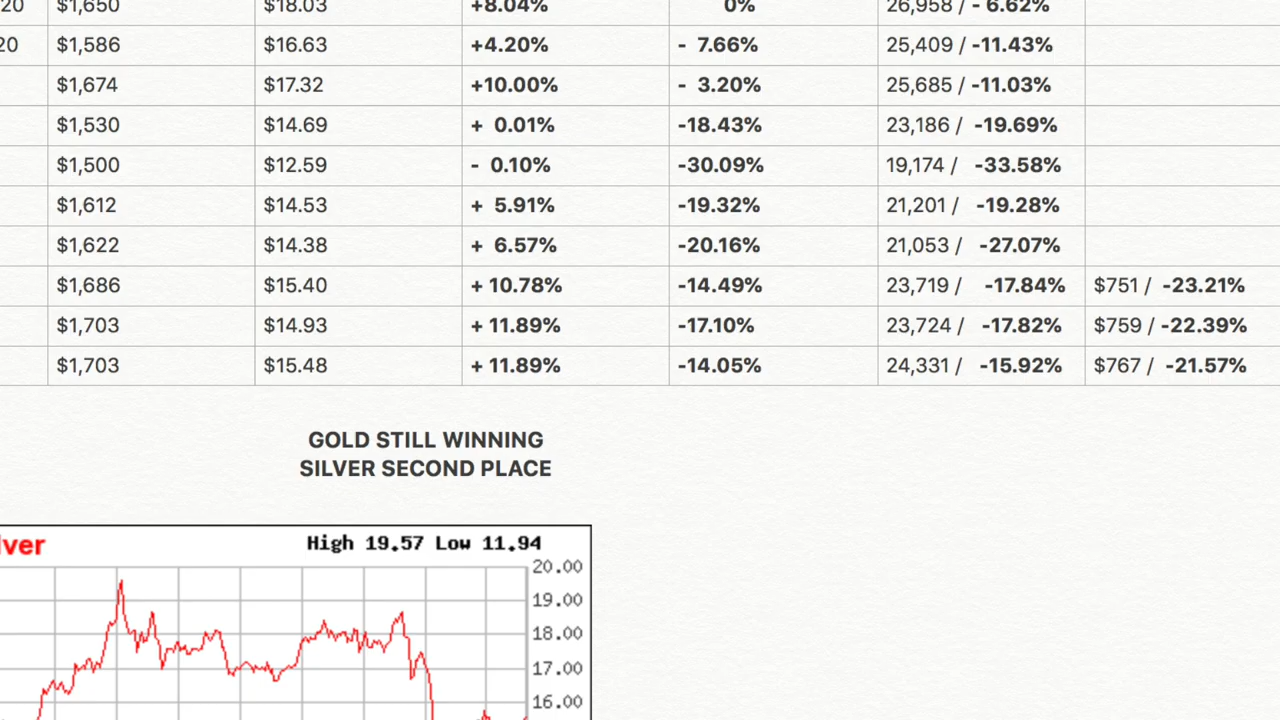 20 $1,650 $18.03 +8.04% 0% 26,958 / - 6.62%
20 $1,586 $16.63 +4.20% - 7.66% 25,409 / -11.43%
$1,674 $17.32 +10.00% - 3.20% 25,685 / -11.03%
$1,530 $14.69 + 0.01% -18.43% 23,186 / -19.69%
$1,500 $12.59 - 0.10% -30.09% 19,174 / -33.58%
$1,612 $14.53 + 5.91% -19.32% 21,201 / -19.28%
$1,622 $14.38 + 6.57% -20.16% 21,053 / -27.07%
$1,686 $15.40 + 10.78% -14.49% 23,719 / -17.84% $751 / -23.21%
$1,703 $14.93 + 11.89% -17.10% 23,724 / -17.82% $759 / -22.39%
$1,703 $15.48 + 11.89% -14.05% 24,331 / -15.92% $767 / -21.57%
GOLD STILL WINNING
SILVER SECOND PLACE
lver High 19.57 Low 11.94
20.00
19.00
18.00
17.00
16.00